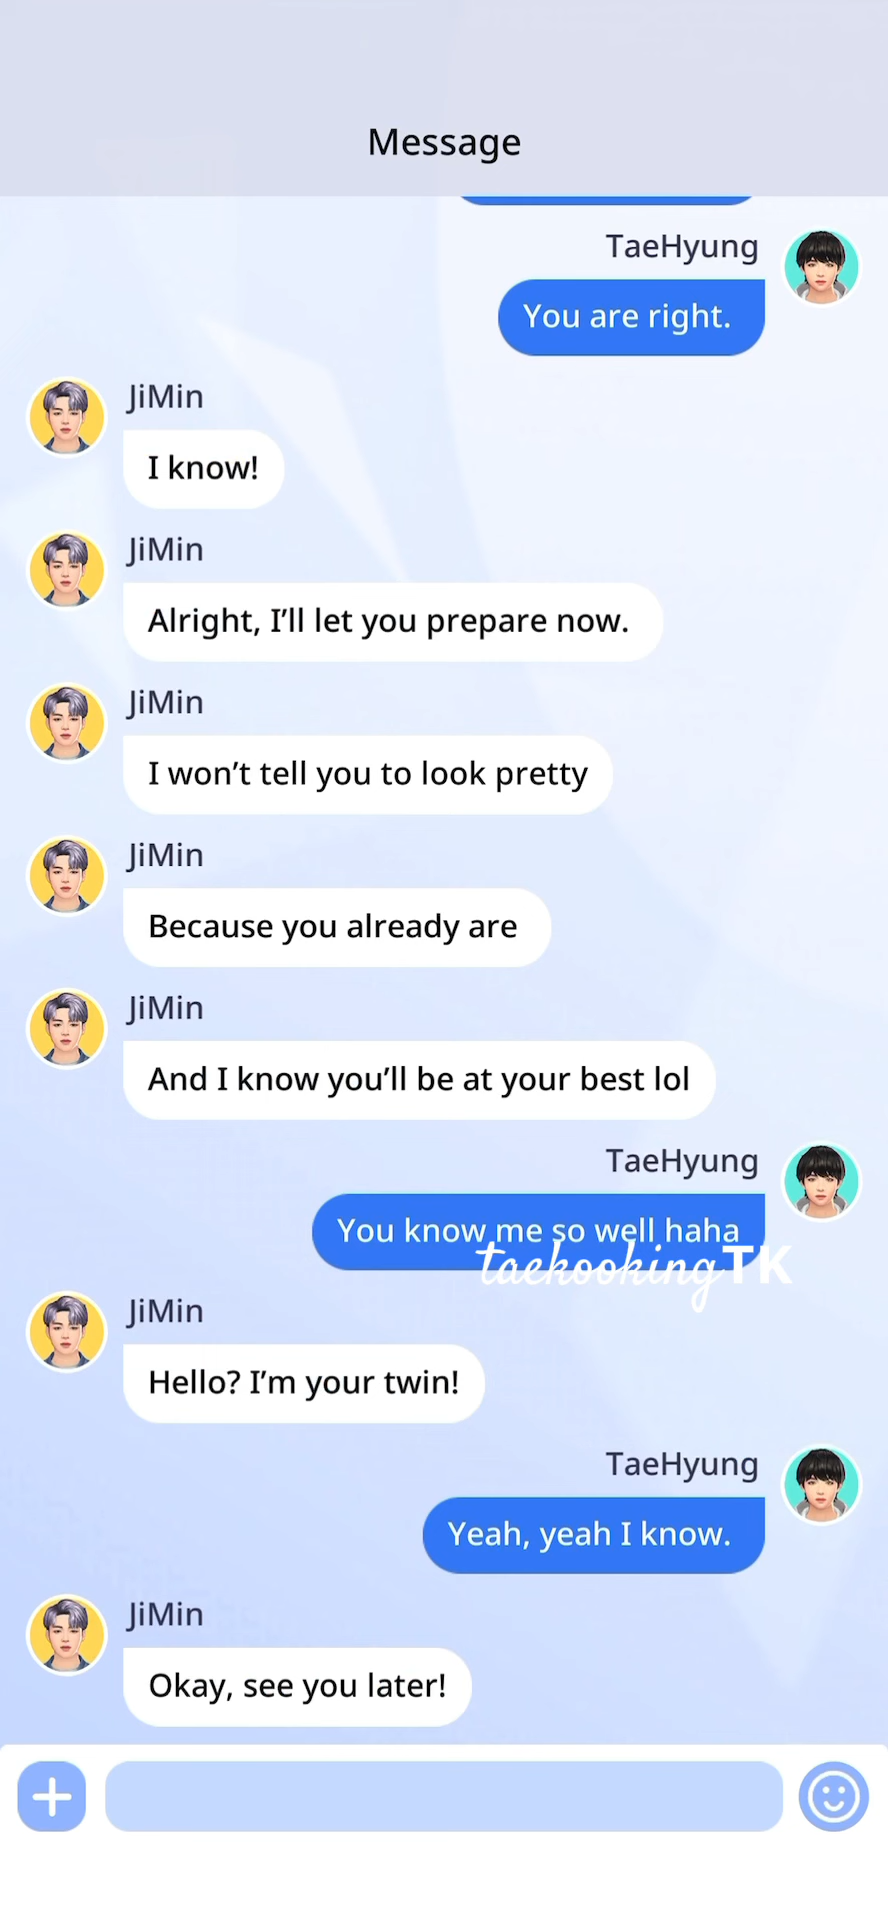 Message
TaeHyung
You are right.
JiMin
I know!
JiMin
Alright, I’ll let you prepare now.
JiMin
I won’t tell you to look pretty
JiMin
Because you already are
JiMin
And I know you’ll be at your best lol
TaeHyung
You know me so well haha
taekookingTK
JiMin
Hello? I’m your twin!
TaeHyung
Yeah, yeah I know.
JiMin
Okay, see you later!